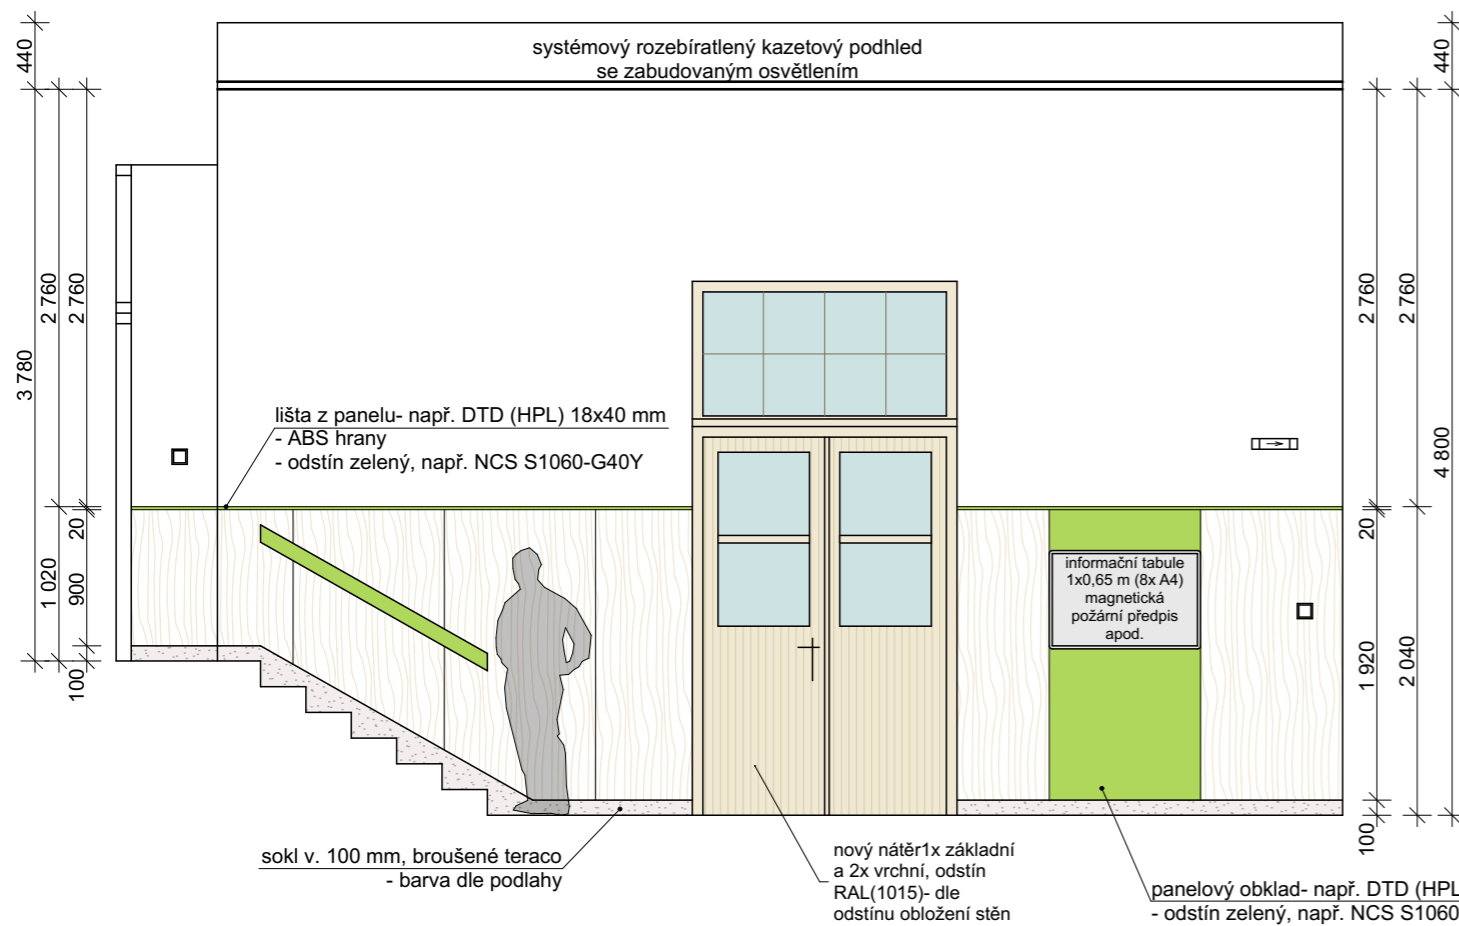 systémový rozebíratlený kazetový podhled
se zabudovaným osvětlením
440
440
2 760
2 760
3 780
2 760
2 760
4 800
lišta z panelu- např. DTD (HPL) 18x40 mm
- ABS hrany
- odstín zelený, např. NCS S1060-G40Y
20
900
1 020
100
20
1 920
2 040
100
informační tabule
1x0,65 m (8x A4)
magnetická
požární předpis
apod.
sokl v. 100 mm, broušené teraco
- barva dle podlahy
nový nátěr1x základní
a 2x vrchní, odstín
RAL(1015)- dle
odstínu obložení stěn
panelový obklad- např. DTD (HPL
- odstín zelený, např. NCS S1060